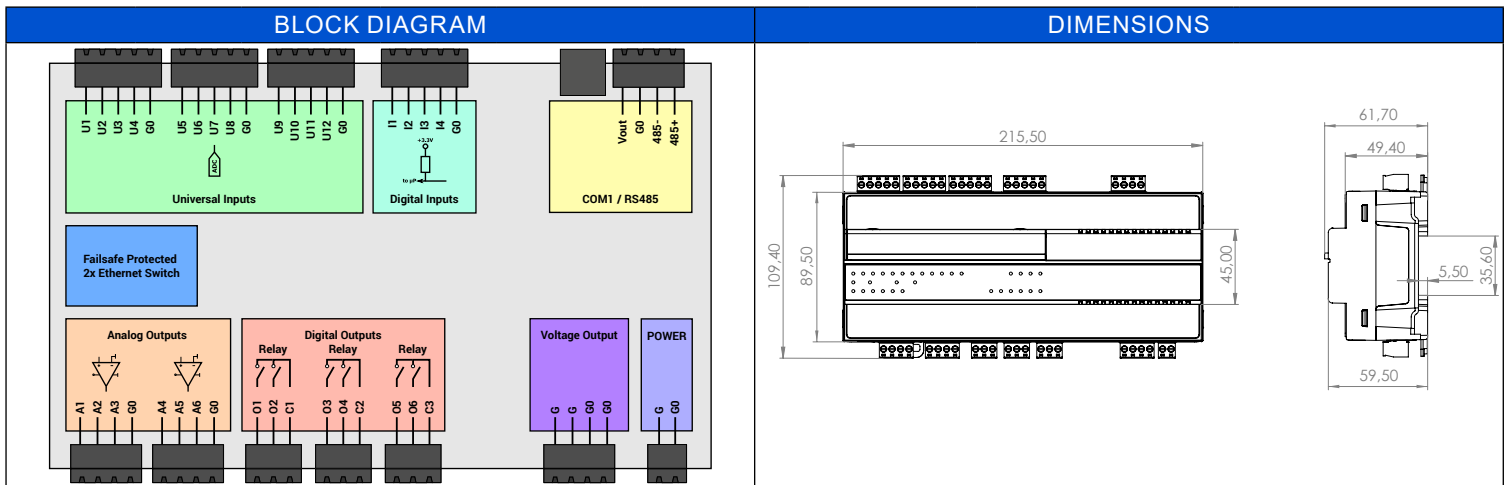 BLOCK DIAGRAM
DIMENSIONS
U1 U2 U3 U4 G0 U5 U6 U7 U8 G0 U9 U10 U11 U12 G0
ADC
Universal Inputs
I1 I2 I3 I4 G0
+3.3V
to µP
Digital Inputs
Vout G0 485- 485+
COM1 / RS485
Failsafe Protected
2x Ethernet Switch
Analog Outputs
A1 A2 A3 G0 A4 A5 A6 G0
Digital Outputs
Relay Relay Relay
O1 O2 C1 O3 O4 C2 O5 O6 C3
Voltage Output
G G G0 G0
POWER
G G0
215,50
109,40
89,50
45,00
61,70
49,40
5,50
35,60
59,50